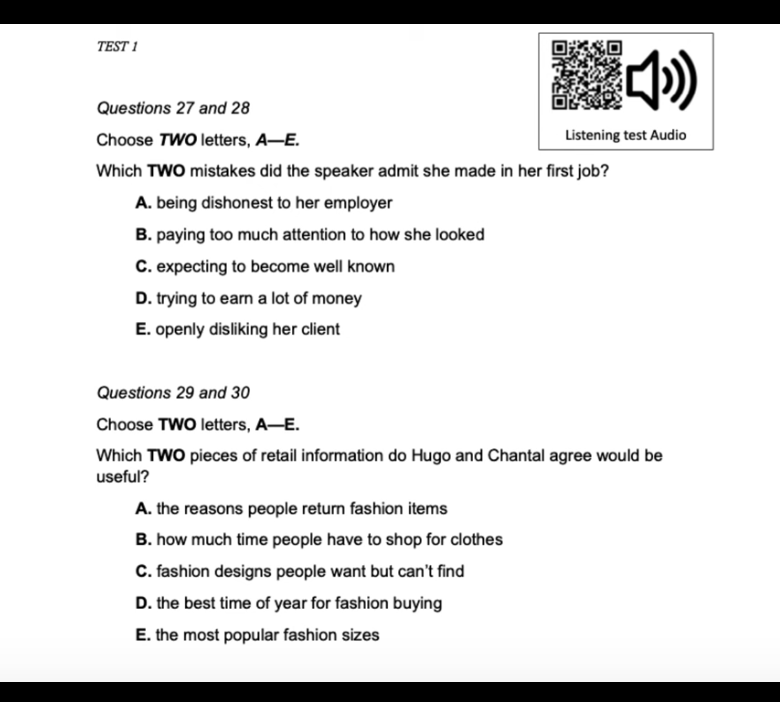 TEST 1
Listening test Audio
Questions 27 and 28
Choose TWO letters, A—E.
Which TWO mistakes did the speaker admit she made in her first job?
A. being dishonest to her employer
B. paying too much attention to how she looked
C. expecting to become well known
D. trying to earn a lot of money
E. openly disliking her client
Questions 29 and 30
Choose TWO letters, A—E.
Which TWO pieces of retail information do Hugo and Chantal agree would be
useful?
A. the reasons people return fashion items
B. how much time people have to shop for clothes
C. fashion designs people want but can't find
D. the best time of year for fashion buying
E. the most popular fashion sizes